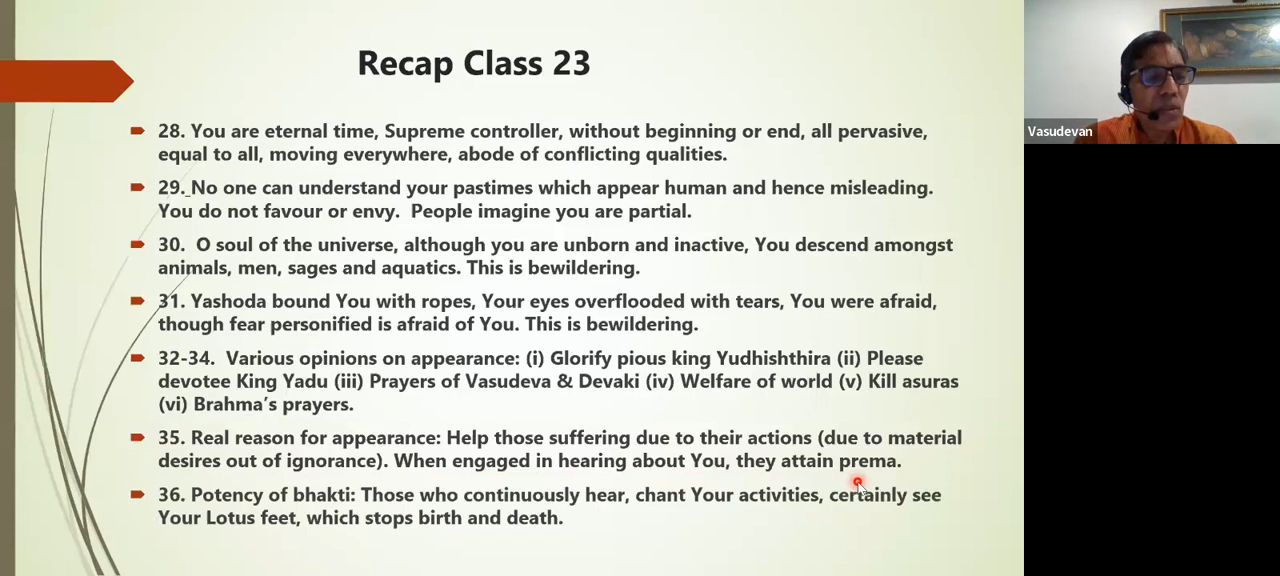 Recap Class 23
28. You are eternal time, Supreme controller, without beginning or end, all pervasive,
equal to all, moving everywhere, abode of conflicting qualities.
29. No one can understand your pastimes which appear human and hence misleading.
You do not favour or envy. People imagine you are partial.
30. O soul of the universe, although you are unborn and inactive, You descend amongst
animals, men, sages and aquatics. This is bewildering.
31. Yashoda bound You with ropes, Your eyes overflooded with tears, You were afraid,
though fear personified is afraid of You. This is bewildering.
32-34. Various opinions on appearance: (i) Glorify pious king Yudhishthira (ii) Please
devotee King Yadu (iii) Prayers of Vasudeva & Devaki (iv) Welfare of world (v) Kill asuras
(vi) Brahma's prayers.
35. Real reason for appearance: Help those suffering due to their actions (due to material
desires out of ignorance). When engaged in hearing about You, they attain prema.
36. Potency of bhakti: Those who continuously hear, chant Your activities, certainly see
Your Lotus feet, which stops birth and death.
Vasudevan